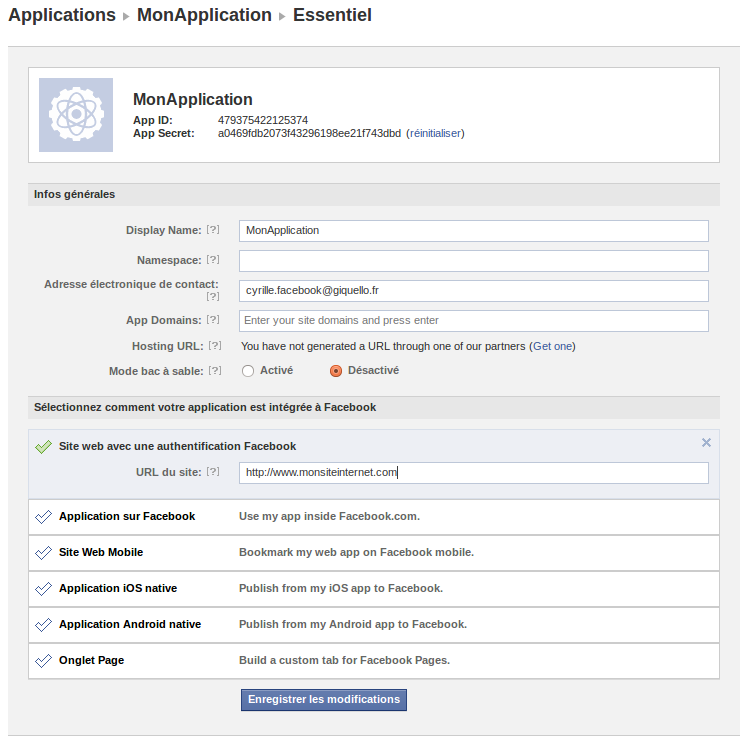 Applications ▸ MonApplication ▸ Essentiel
MonApplication
App ID: 479375422125374
App Secret: a0469fdb2073f43296198ee21f743dbd (réinitialiser)
Infos générales
Display Name: [?] MonApplication
Namespace: [?]
Adresse électronique de contact: [?] cyrille.facebook@giquello.fr
App Domains: [?] Enter your site domains and press enter
Hosting URL: [?] You have not generated a URL through one of our partners (Get one)
Mode bac à sable: [?] Activé Désactivé
Sélectionnez comment votre application est intégrée à Facebook
Site web avec une authentification Facebook
URL du site: [?] http://www.monsiteinternet.com
Application sur Facebook Use my app inside Facebook.com.
Site Web Mobile Bookmark my web app on Facebook mobile.
Application iOS native Publish from my iOS app to Facebook.
Application Android native Publish from my Android app to Facebook.
Onglet Page Build a custom tab for Facebook Pages.
Enregistrer les modifications